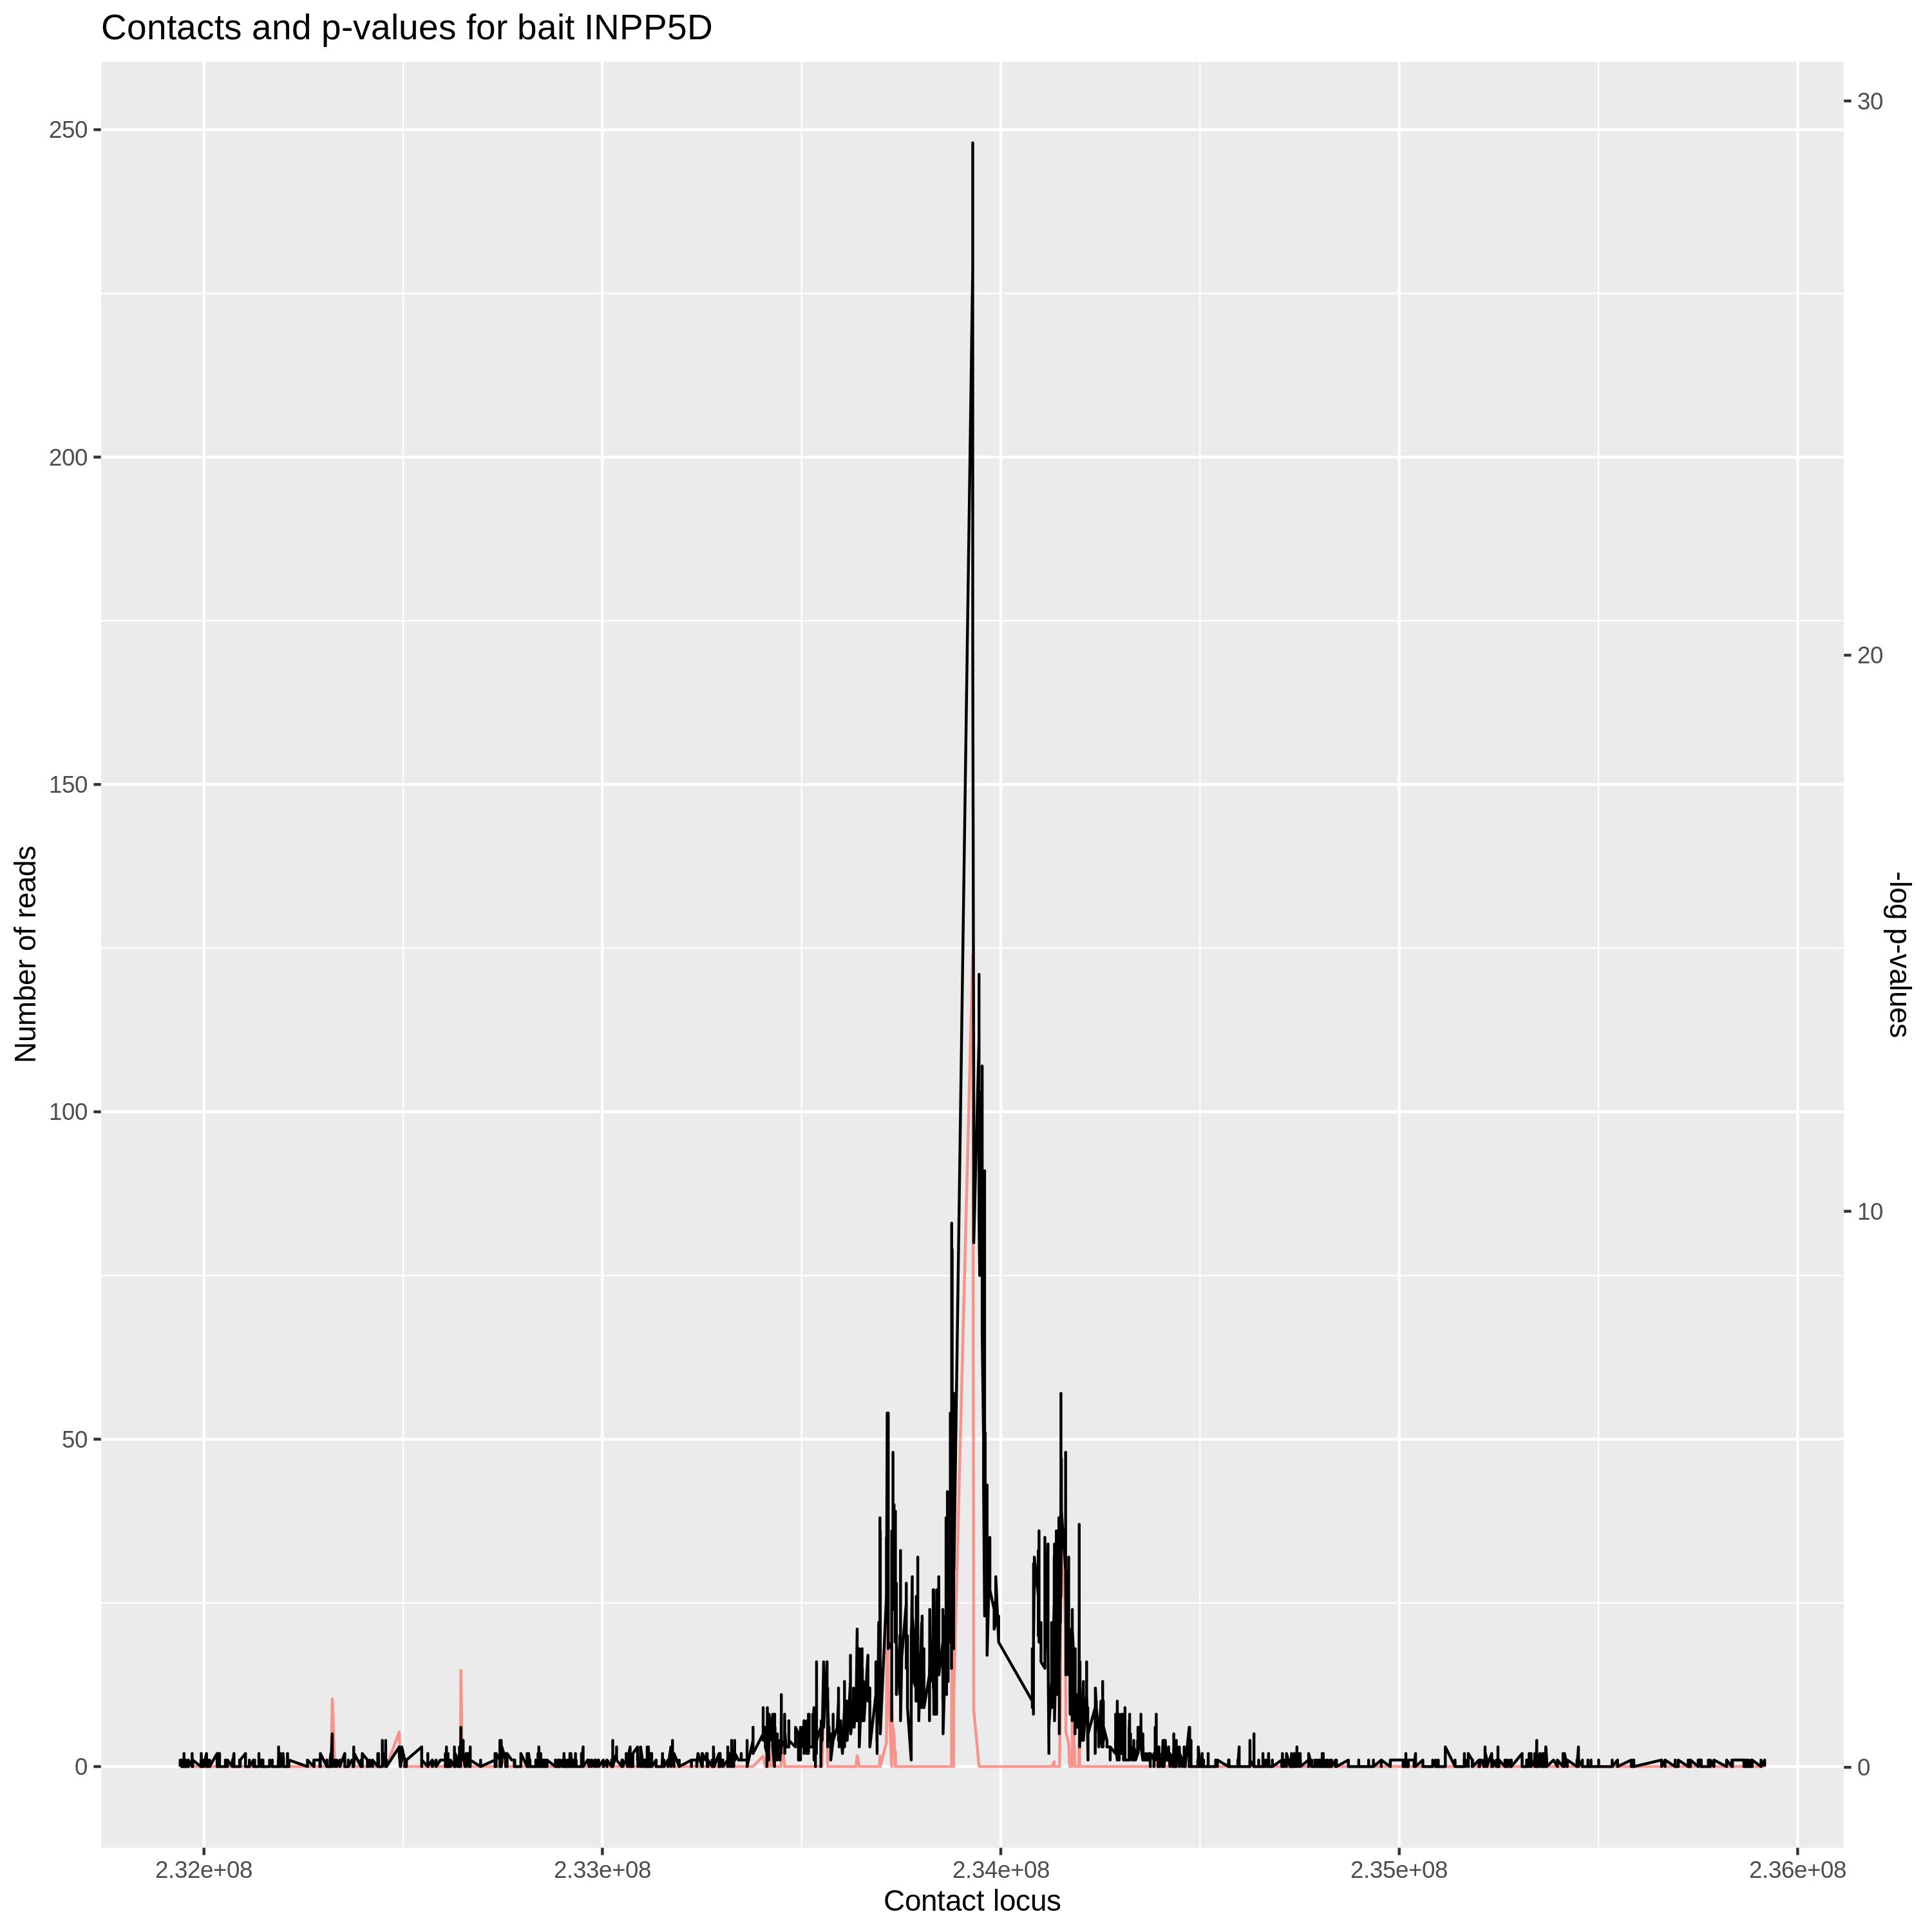 Contacts and p-values for bait INPP5D
Number of reads
250
200
150
100
50
0
30
20
10
0
-log p-values
2.32e+08 2.33e+08 2.34e+08 2.35e+08 2.36e+08
Contact locus